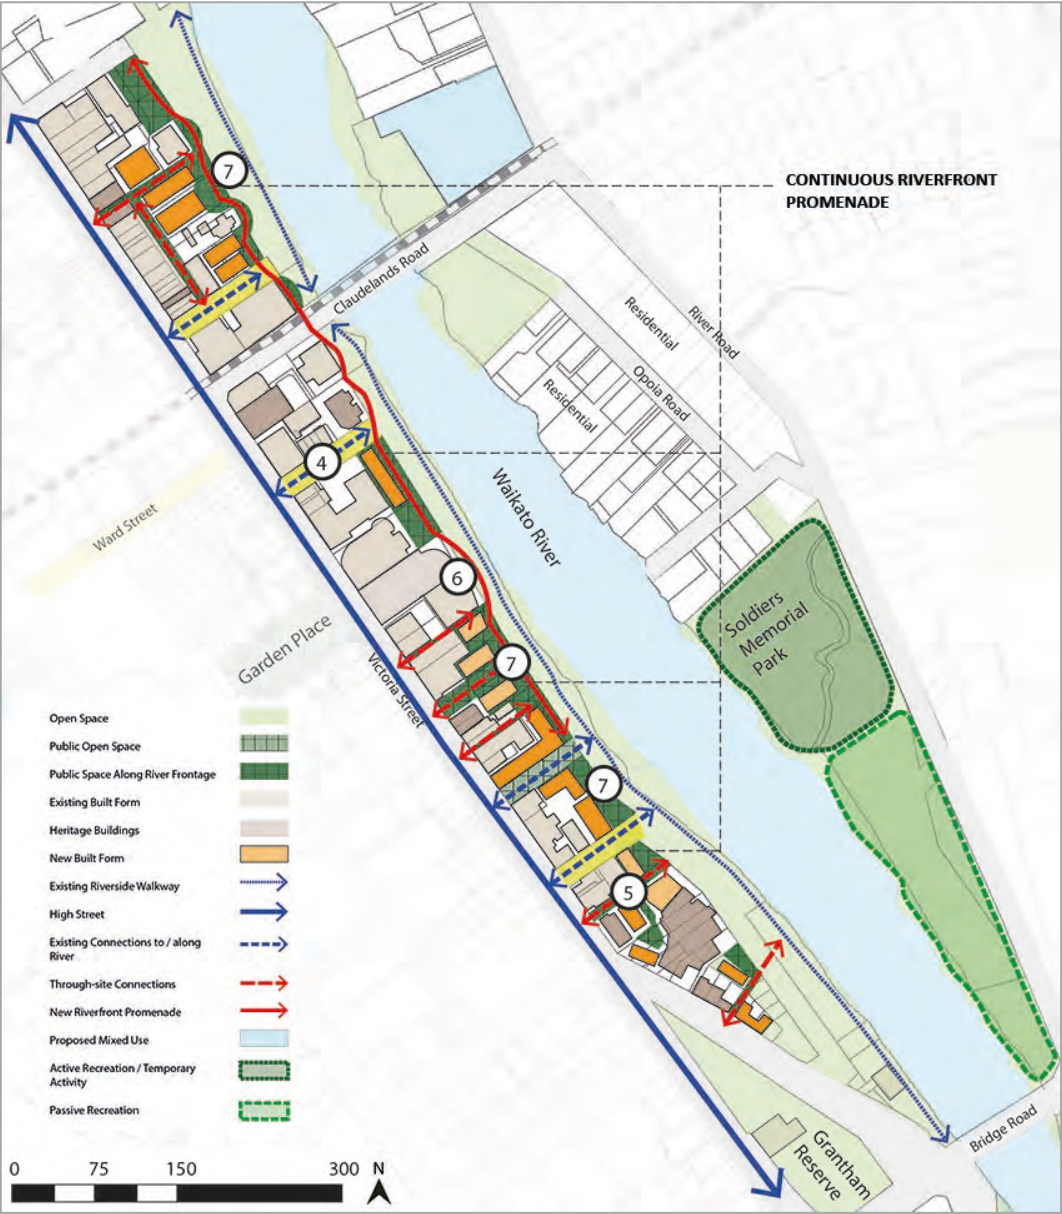 CONTINUOUS RIVERFRONT
PROMENADE
7
Claudelands Road
Residential
River Road
Opoia Road
Residential
4
Waikato River
Ward Street
6
Soldiers
Memorial
Park
Garden Place
7
Victoria Street
7
5
Open Space
Public Open Space
Public Space Along River Frontage
Existing Built Form
Heritage Buildings
New Built Form
Existing Riverside Walkway
High Street
Existing Connections to / along
River
Through-site Connections
New Riverfront Promenade
Proposed Mixed Use
Active Recreation / Temporary
Activity
Passive Recreation
Bridge Road
Grantham
Reserve
0 75 150 300 N